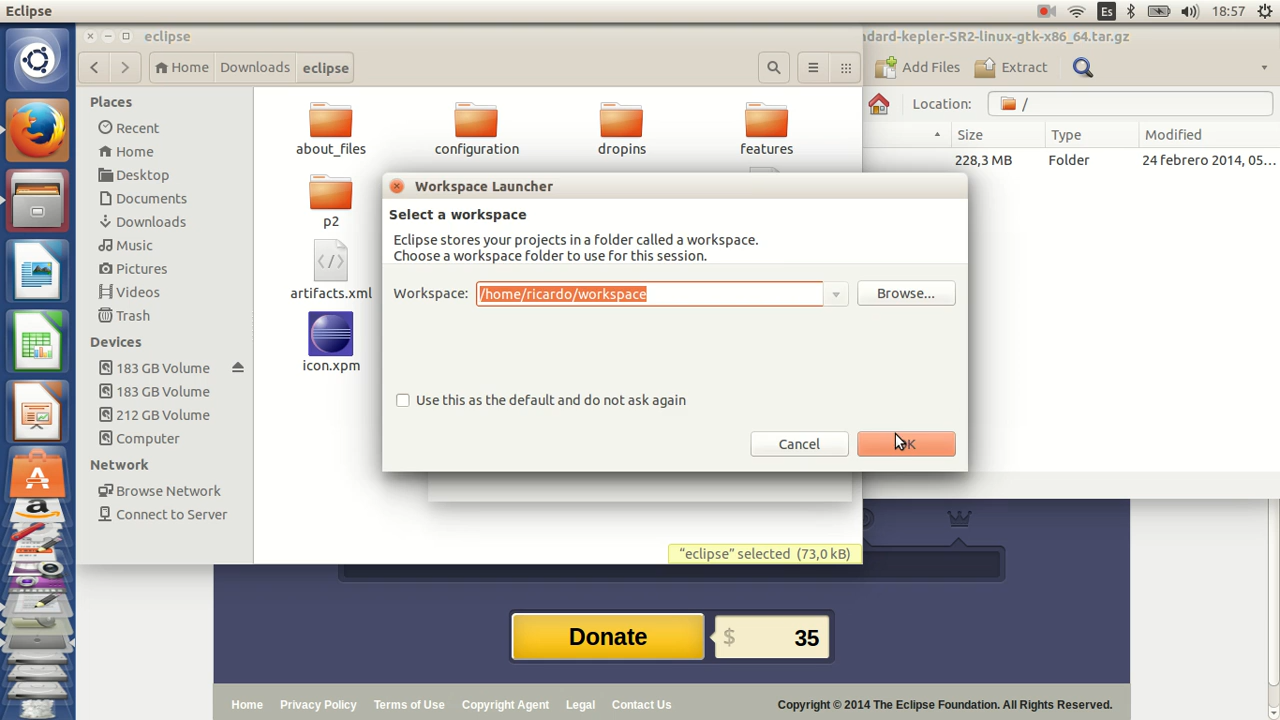 Eclipse
Es
18:57
eclipse
dard-kepler-SR2-linux-gtk-x86_64.tar.gz
Home
Downloads
eclipse
Add Files
Extract
Location:
/
Size
Type
Modified
228,3 MB
Folder
24 febrero 2014, 05...
Places
Recent
Home
Desktop
Documents
Downloads
Music
Pictures
Videos
Trash
Devices
183 GB Volume
183 GB Volume
212 GB Volume
Computer
Network
Browse Network
Connect to Server
about_files
configuration
dropins
features
p2
artifacts.xml
icon.xpm
Workspace Launcher
Select a workspace
Eclipse stores your projects in a folder called a workspace.
Choose a workspace folder to use for this session.
Workspace:
/home/ricardo/workspace
Browse...
Use this as the default and do not ask again
Cancel
"eclipse" selected (73,0 kB)
Donate
$
35
Home
Privacy Policy
Terms of Use
Copyright Agent
Legal
Contact Us
Copyright © 2014 The Eclipse Foundation. All Rights Reserved.